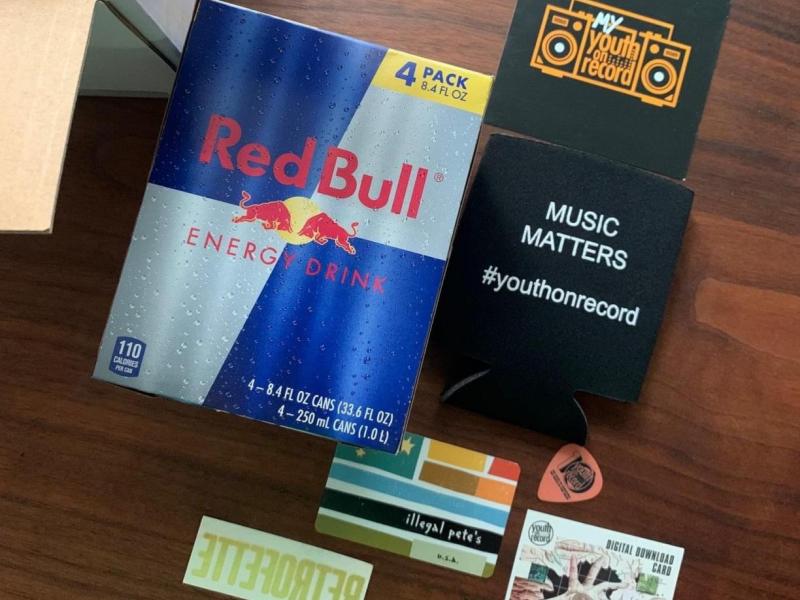 4 PACK
8.4 FL OZ
Red Bull®
ENERGY DRINK
110
CALORIES
PER CAN
4 – 8.4 FL OZ CANS (33.6 FL OZ)
4 – 250 mL CANS (1.0 L)
MY
youth
on
record
MUSIC
MATTERS
#youthonrecord
illegal pete's
u.s.a.
RETROFETTE
youth
on
record
DIGITAL DOWNLOAD
CARD